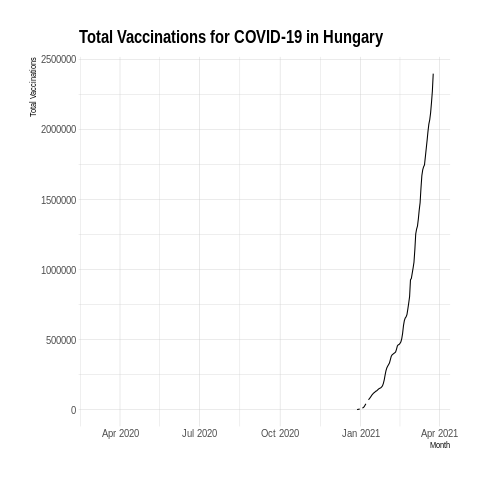 Total Vaccinations for COVID-19 in Hungary
Total Vaccinations
2500000
2000000
1500000
1000000
500000
0
Apr 2020 Jul 2020 Oct 2020 Jan 2021 Apr 2021
Month